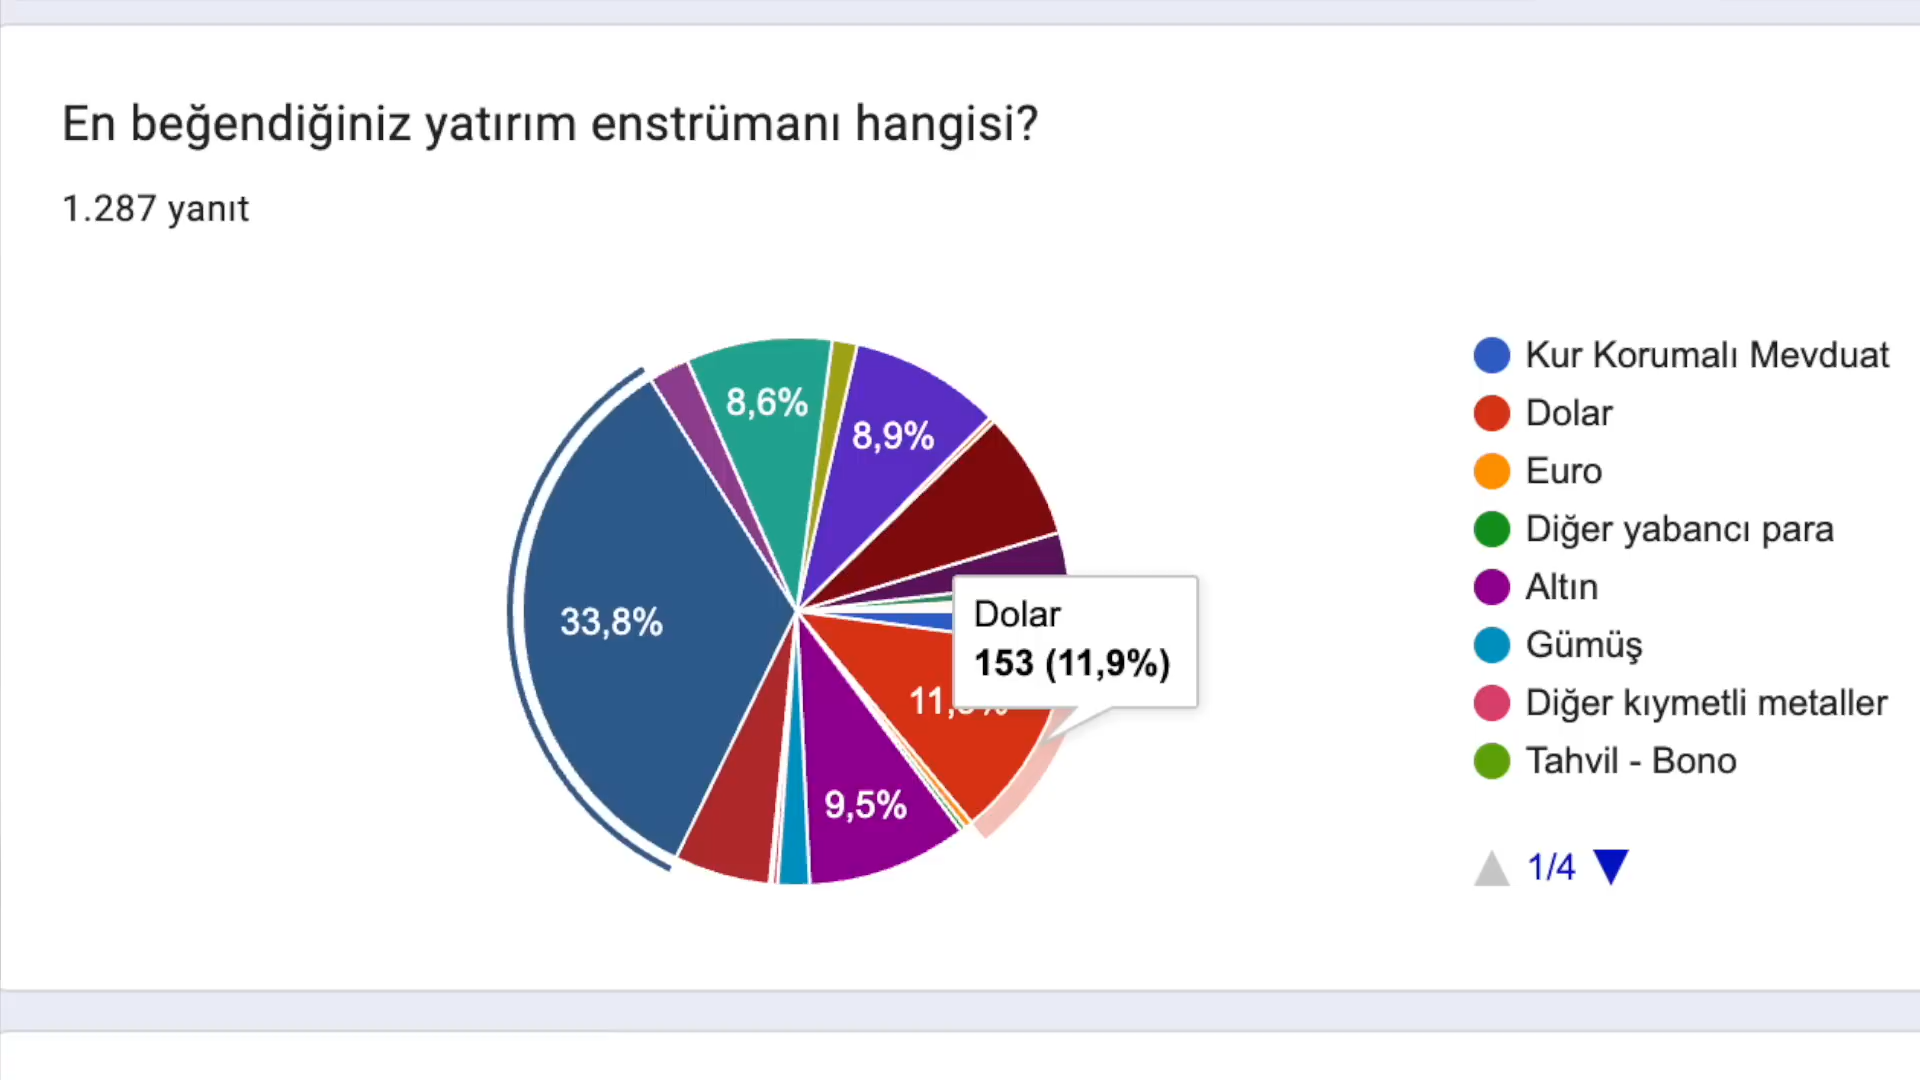 En beğendiğiniz yatırım enstrümanı hangisi?
1.287 yanıt
8,6%
8,9%
33,8%
9,5%
Dolar
153 (11,9%)
Kur Korumalı Mevduat
Dolar
Euro
Diğer yabancı para
Altın
Gümüş
Diğer kıymetli metaller
Tahvil - Bono
1/4